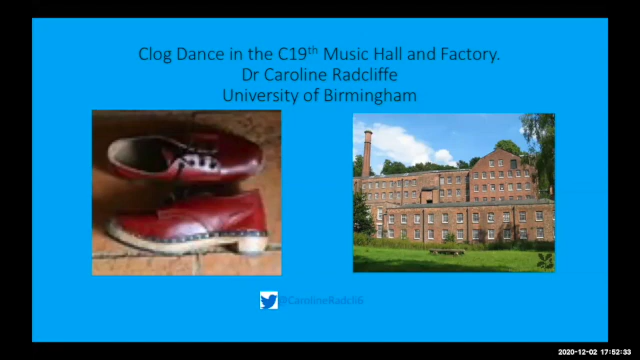 Clog Dance in the C19th Music Hall and Factory.
Dr Caroline Radcliffe
University of Birmingham
@CarolineRadcli6
2020-12-02 17:52:33